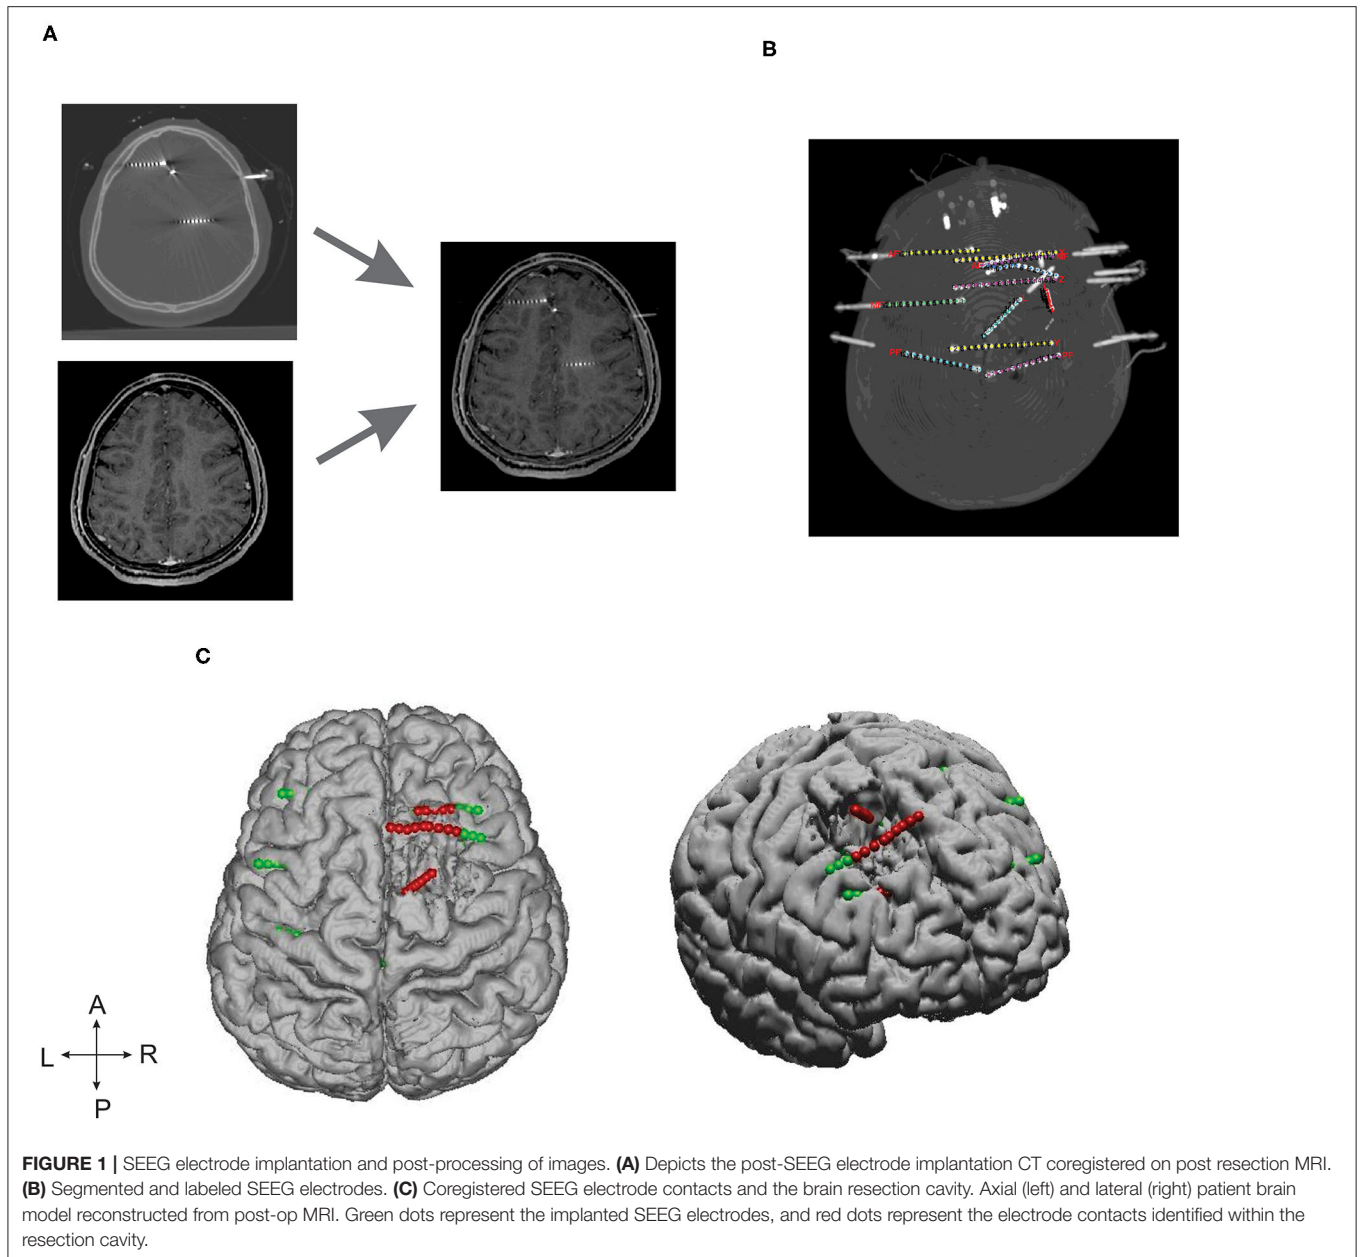 A
B
C
A
L R
P
PF
Y
PF
Z
FIGURE 1 | SEEG electrode implantation and post-processing of images. (A) Depicts the post-SEEG electrode implantation CT coregistered on post resection MRI.
(B) Segmented and labeled SEEG electrodes. (C) Coregistered SEEG electrode contacts and the brain resection cavity. Axial (left) and lateral (right) patient brain
model reconstructed from post-op MRI. Green dots represent the implanted SEEG electrodes, and red dots represent the electrode contacts identified within the
resection cavity.